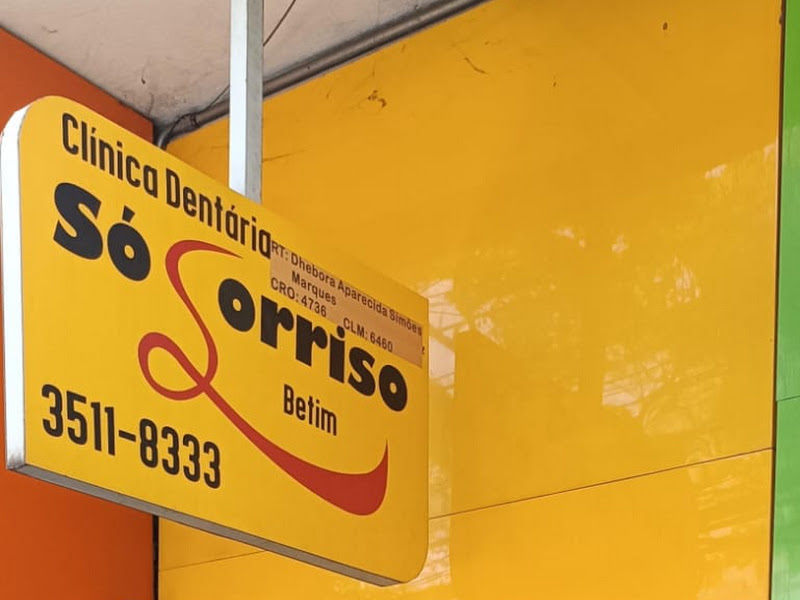 Clínica Dentária
Só Sorriso
RT: Dhebora Aparecida Simões
Marques
CRO: 4736 CLM: 6460
Betim
3511-8333